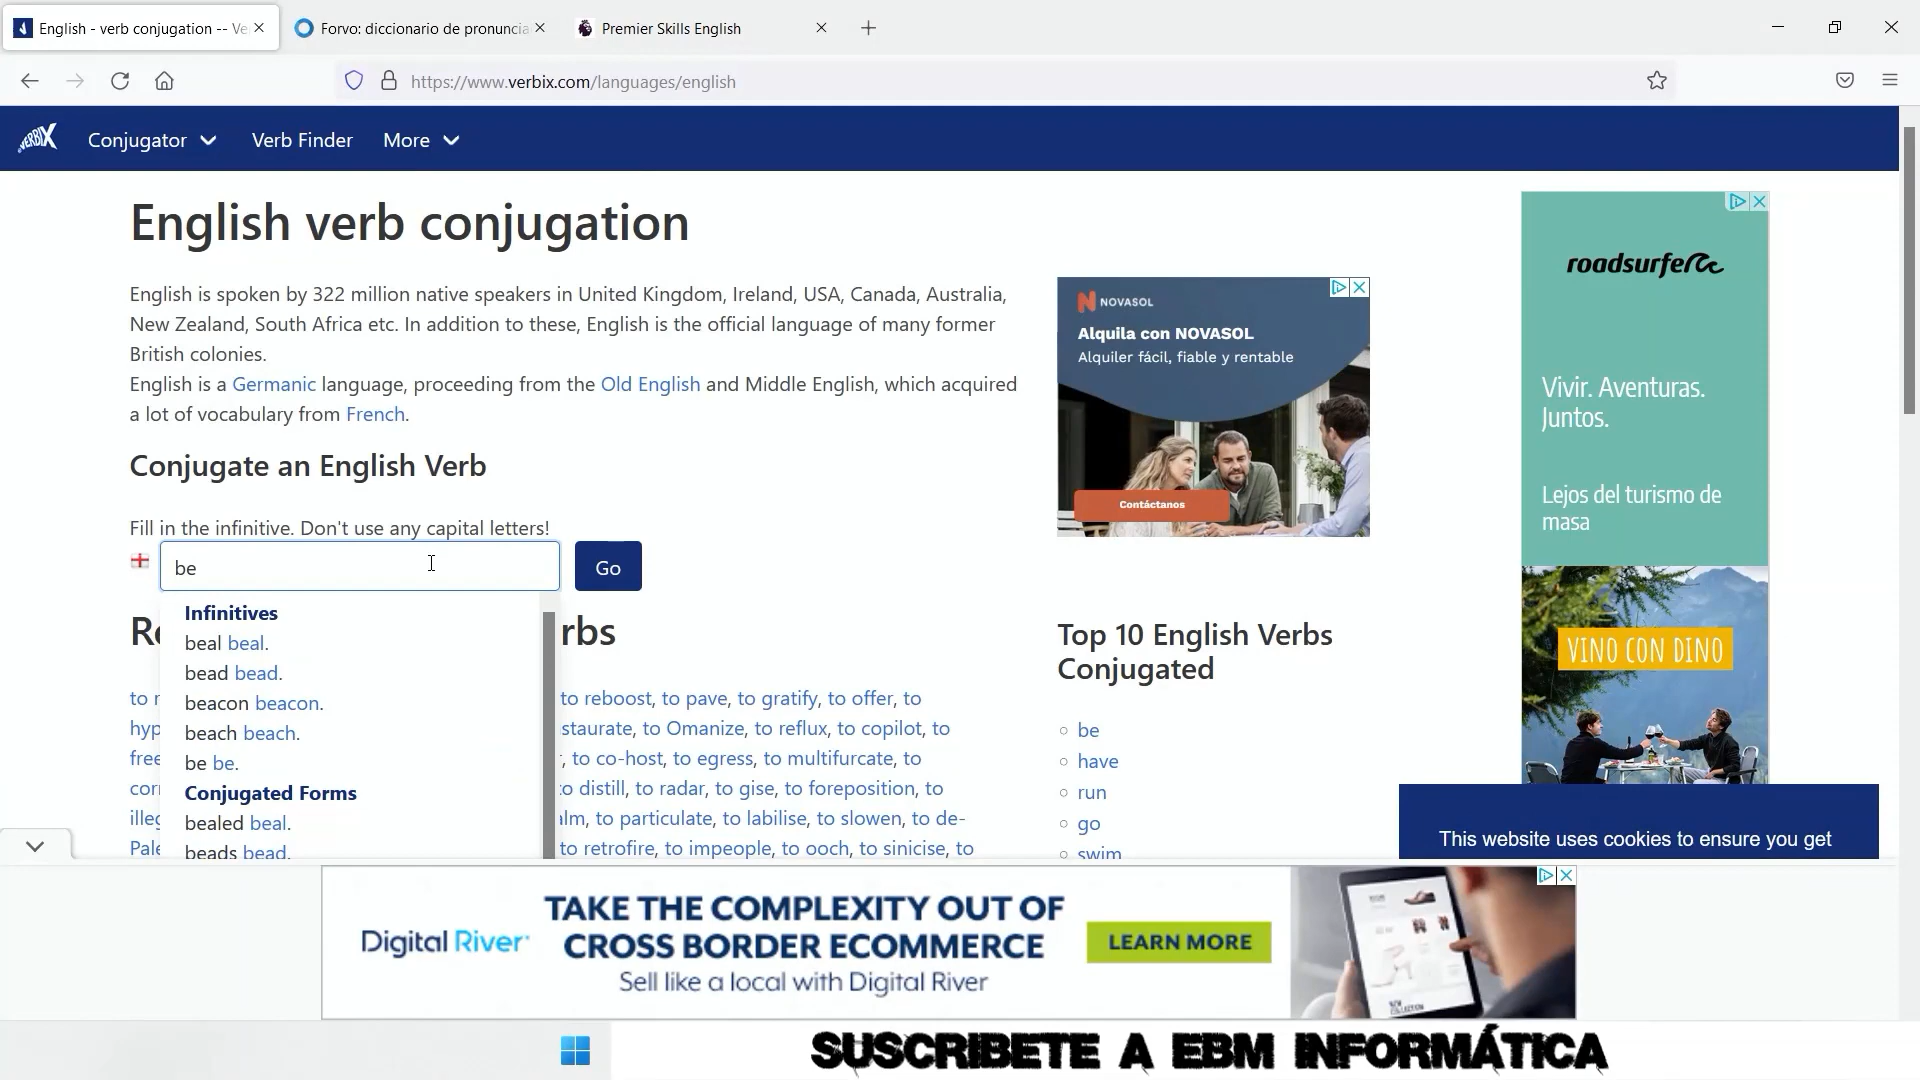 English - verb conjugation -- Ve
Forvo: diccionario de pronuncia
Premier Skills English
https://www.verbix.com/languages/english
VERBIX
Conjugator
Verb Finder
More
English verb conjugation
English is spoken by 322 million native speakers in United Kingdom, Ireland, USA, Canada, Australia,
New Zealand, South Africa etc. In addition to these, English is the official language of many former
British colonies.
English is a Germanic language, proceeding from the Old English and Middle English, which acquired
a lot of vocabulary from French.
Conjugate an English Verb
Fill in the infinitive. Don't use any capital letters!
be
Go
Infinitives
beal beal.
bead bead.
beacon beacon.
beach beach.
be be.
Conjugated Forms
bealed beal.
beads bead.
Re
rbs
to r
to reboost, to pave, to gratify, to offer, to
hyp
staurate, to Omanize, to reflux, to copilot, to
free
, to co-host, to egress, to multifurcate, to
corr
to distill, to radar, to gise, to foreposition, to
illeg
alm, to particulate, to labilise, to slowen, to de-
Pale
to retrofire, to impeople, to ooch, to sinicise, to
NOVASOL
Alquila con NOVASOL
Alquiler fácil, fiable y rentable
Contáctanos
Top 10 English Verbs
Conjugated
be
have
run
go
swim
roadsurfer
Vivir. Aventuras.
Juntos.
Lejos del turismo de
masa
VINO CON DINO
This website uses cookies to ensure you get
Digital River
TAKE THE COMPLEXITY OUT OF
CROSS BORDER ECOMMERCE
Sell like a local with Digital River
LEARN MORE
SUSCRIBETE A EBM INFORMÁTICA